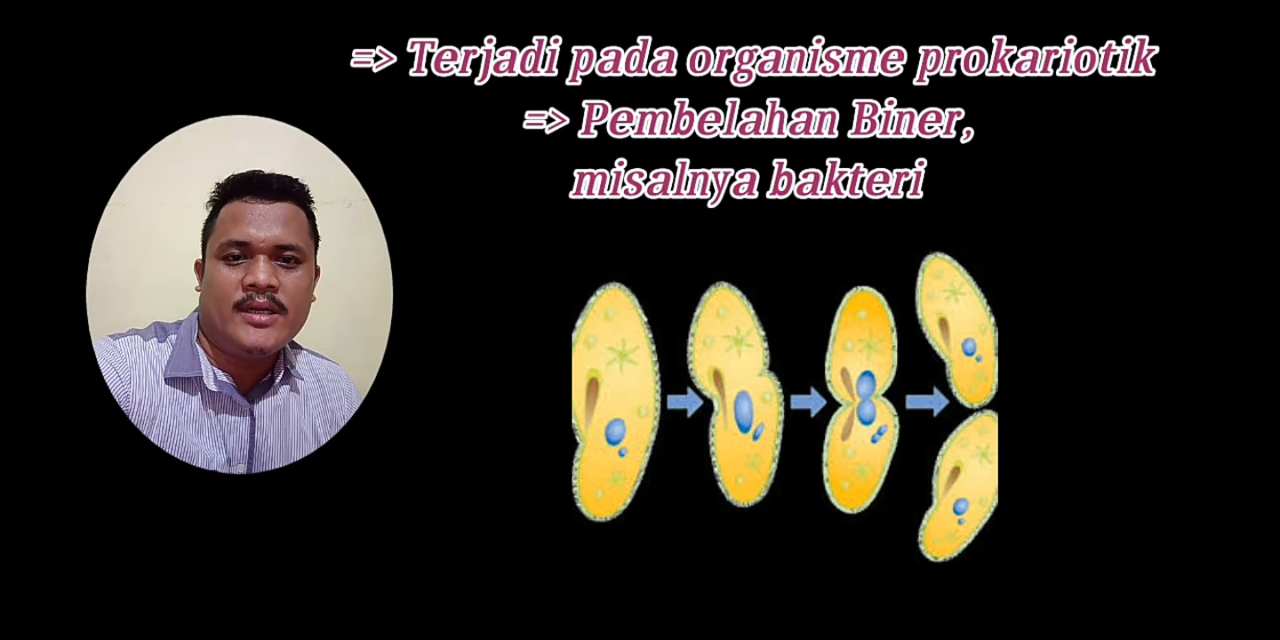 => Terjadi pada organisme prokariotik
=> Pembelahan Biner,
misalnya bakteri